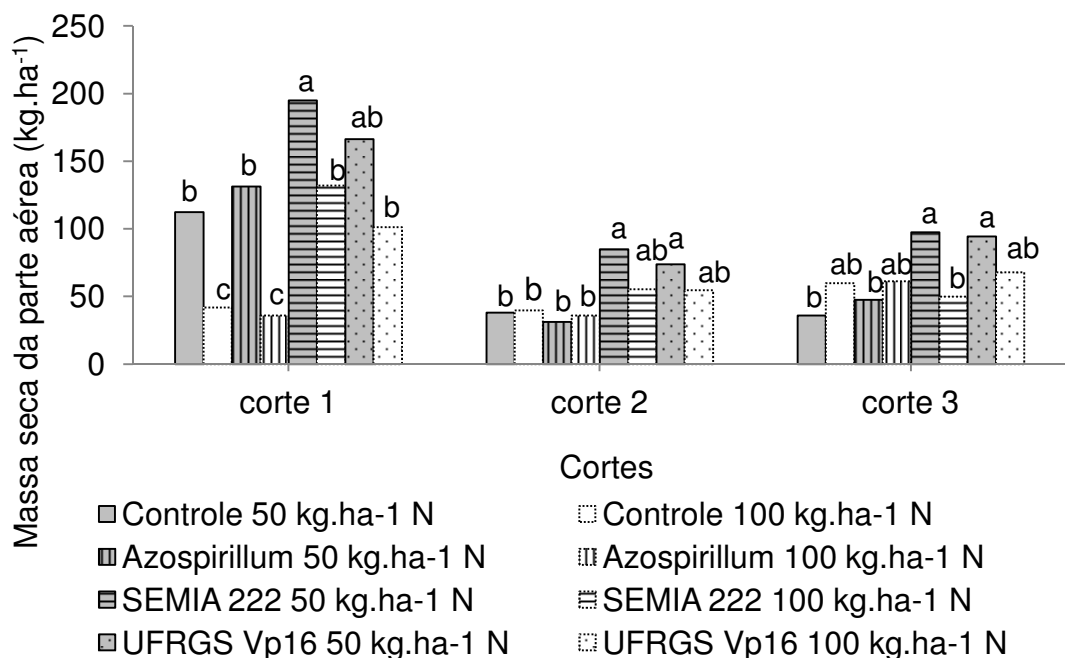 Massa seca da parte aérea (kg.ha⁻¹)
250
200
150
100
50
0
b
c
b
c
a
b
ab
b
b
b
b
b
a
ab
a
ab
b
ab
b
ab
a
b
a
ab
corte 1
corte 2
corte 3
Cortes
Controle 50 kg.ha-1 N
Controle 100 kg.ha-1 N
Azospirillum 50 kg.ha-1 N
Azospirillum 100 kg.ha-1 N
SEMIA 222 50 kg.ha-1 N
SEMIA 222 100 kg.ha-1 N
UFRGS Vp16 50 kg.ha-1 N
UFRGS Vp16 100 kg.ha-1 N